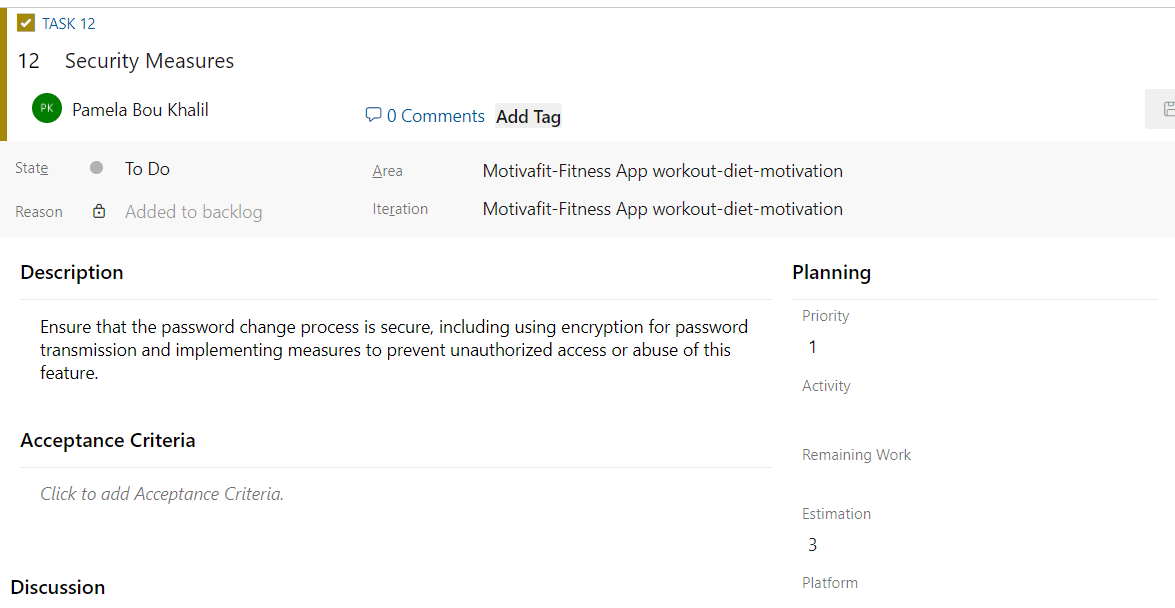 TASK 12
12 Security Measures
PK Pamela Bou Khalil
0 Comments Add Tag
State To Do
Area Motivafit-Fitness App workout-diet-motivation
Reason Added to backlog
Iteration Motivafit-Fitness App workout-diet-motivation
Description
Ensure that the password change process is secure, including using encryption for password
transmission and implementing measures to prevent unauthorized access or abuse of this
feature.
Acceptance Criteria
Click to add Acceptance Criteria.
Discussion
Planning
Priority
1
Activity
Remaining Work
Estimation
3
Platform